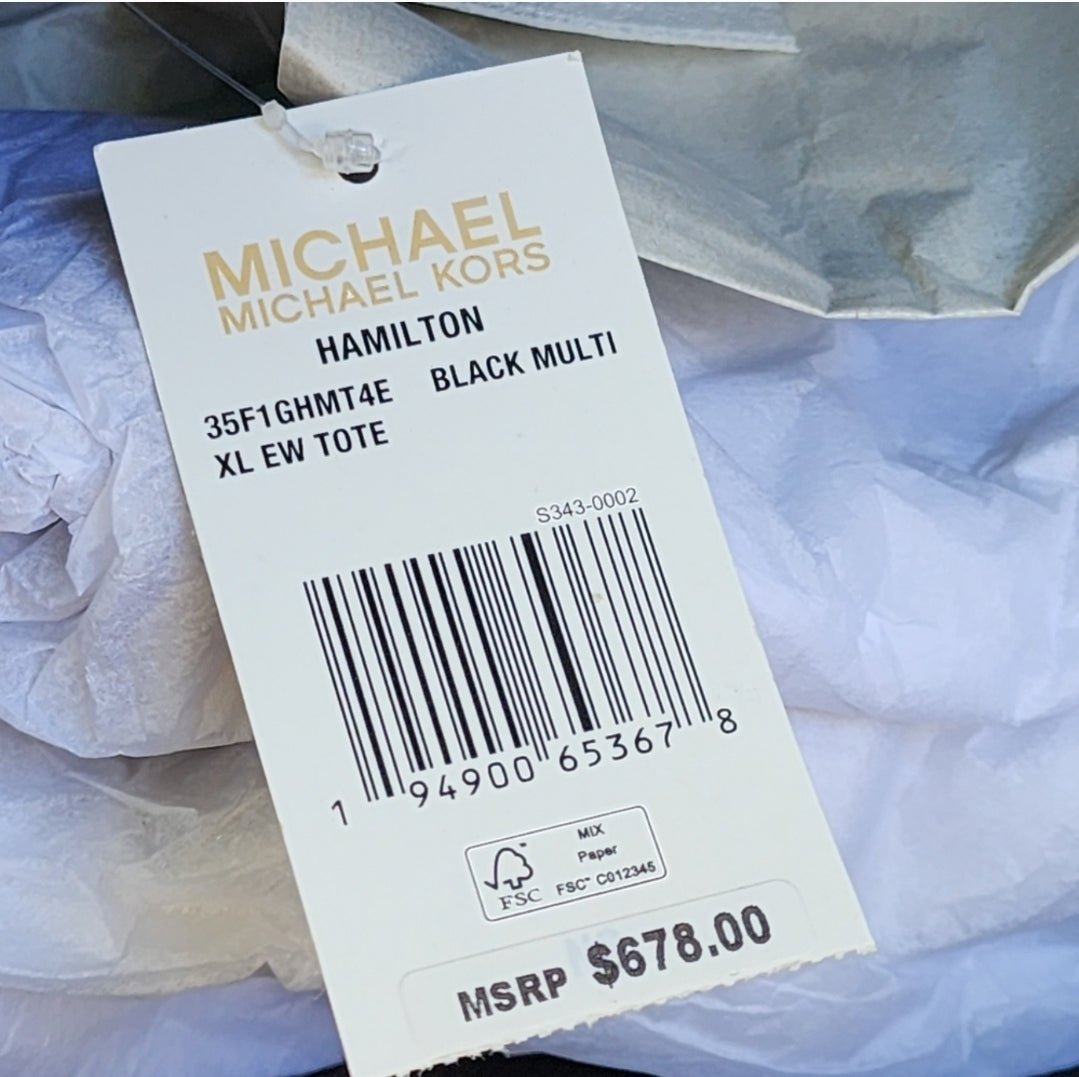 MICHAEL
MICHAEL KORS
HAMILTON
35F1GHMT4E BLACK MULTI
XL EW TOTE
S343-0002
1 94900 65367 8
MIX
Paper
FSC™ C012345
FSC
MSRP $678.00